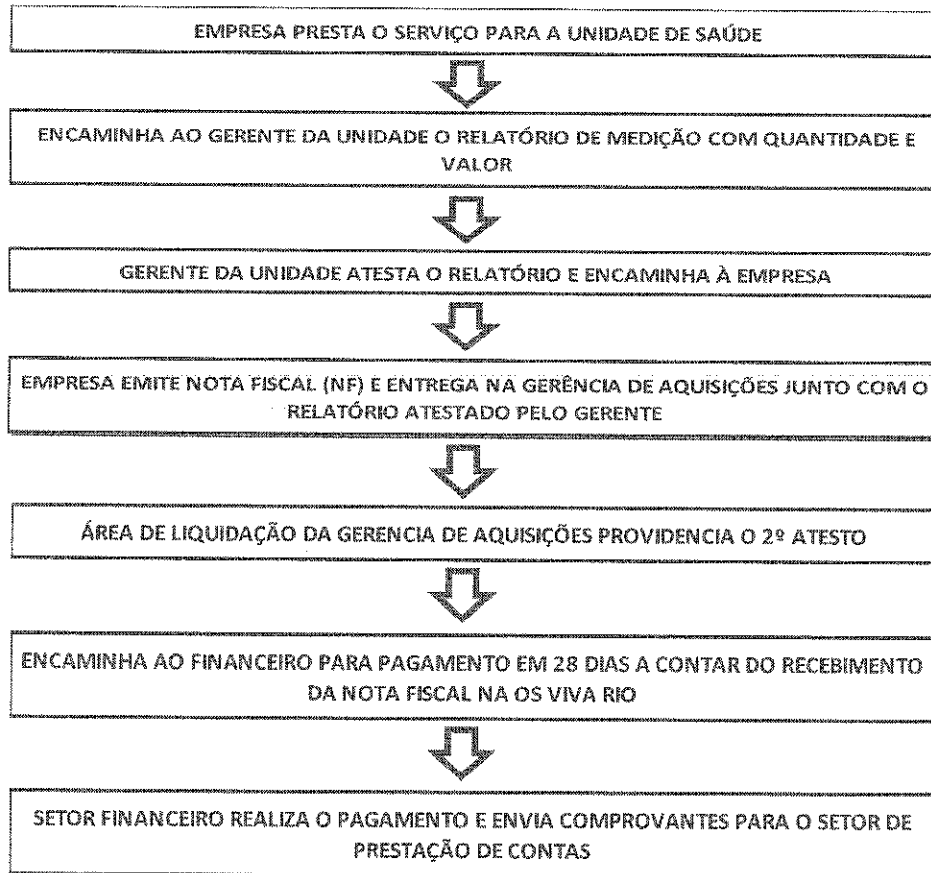 EMPRESA PRESTA O SERVIÇO PARA A UNIDADE DE SAÚDE
ENCAMINHA AO GERENTE DA UNIDADE O RELATÓRIO DE MEDIÇÃO COM QUANTIDADE E
VALOR
GERENTE DA UNIDADE ATESTA O RELATÓRIO E ENCAMINHA À EMPRESA
EMPRESA EMITE NOTA FISCAL (NF) E ENTREGA NA GERÊNCIA DE AQUISIÇÕES JUNTO COM O
RELATÓRIO ATESTADO PELO GERENTE
ÁREA DE LIQUIDAÇÃO DA GERENCIA DE AQUISIÇÕES PROVIDENCIA O 2º ATESTO
ENCAMINHA AO FINANCEIRO PARA PAGAMENTO EM 28 DIAS A CONTAR DO RECEBIMENTO
DA NOTA FISCAL NA OS VIVA RIO
SETOR FINANCEIRO REALIZA O PAGAMENTO E ENVIA COMPROVANTES PARA O SETOR DE
PRESTAÇÃO DE CONTAS